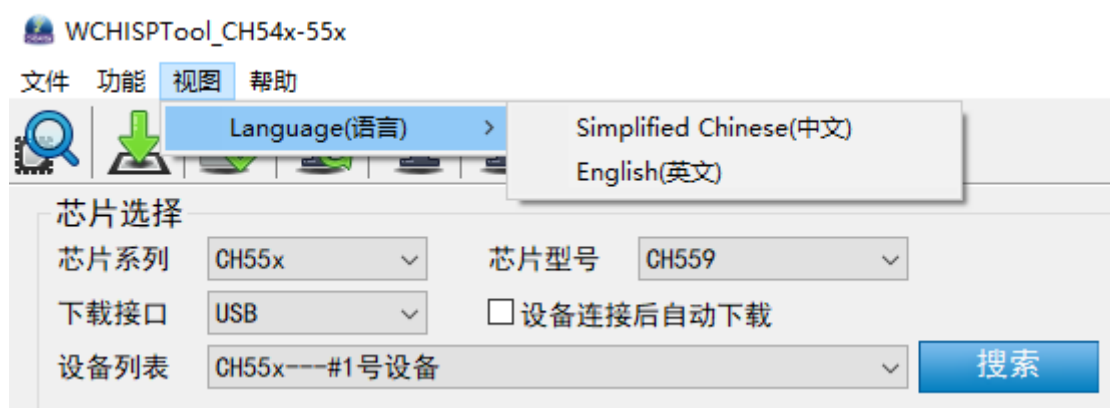 WCHISPTool_CH54x-55x
文件 功能 视图 帮助
Language(语言) > Simplified Chinese(中文)
English(英文)
芯片选择
芯片系列 CH55x 芯片型号 CH559
下载接口 USB 设备连接后自动下载
设备列表 CH55x---#1号设备 搜索